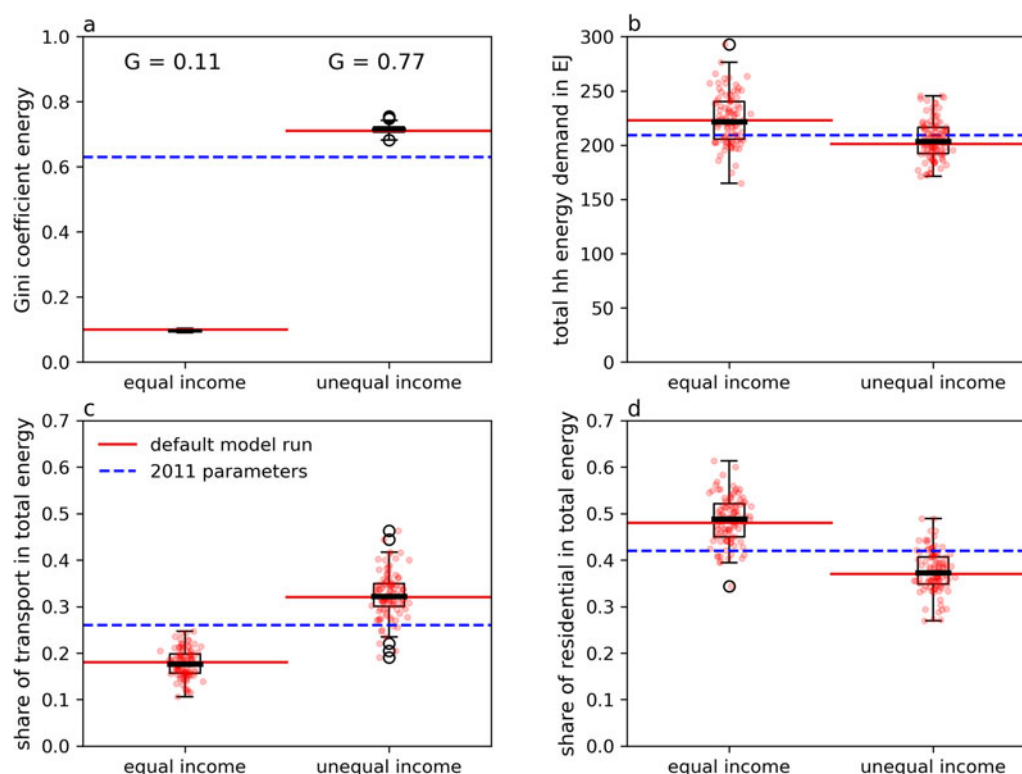 a
G = 0.11
G = 0.77
Gini coefficient energy
1.0
0.8
0.6
0.4
0.2
0.0
equal income
unequal income
b
total hh energy demand in EJ
300
250
200
150
100
50
0
equal income
unequal income
c
default model run
2011 parameters
share of transport in total energy
0.7
0.6
0.5
0.4
0.3
0.2
0.1
0.0
equal income
unequal income
d
share of residential in total energy
0.7
0.6
0.5
0.4
0.3
0.2
0.1
0.0
equal income
unequal income